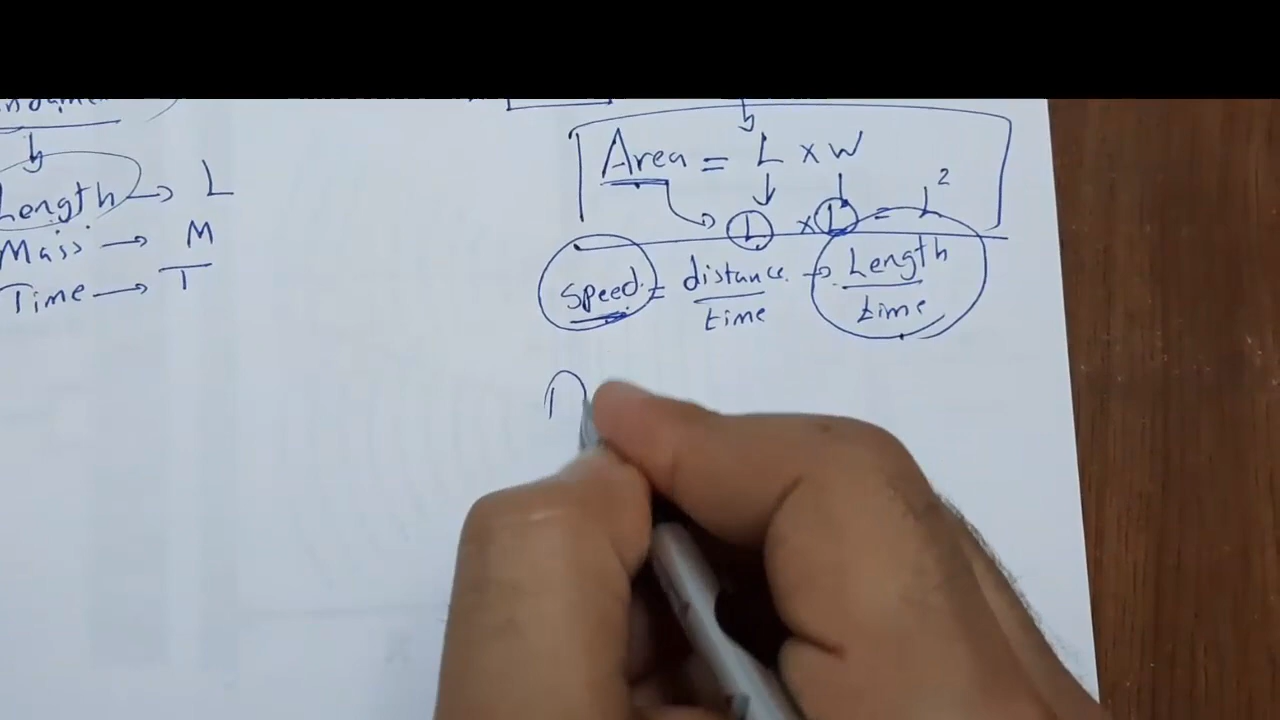 Length → L
Mass → M
Time → T
Area = L x W
L x L = L²
Speed = distance / time → Length / time